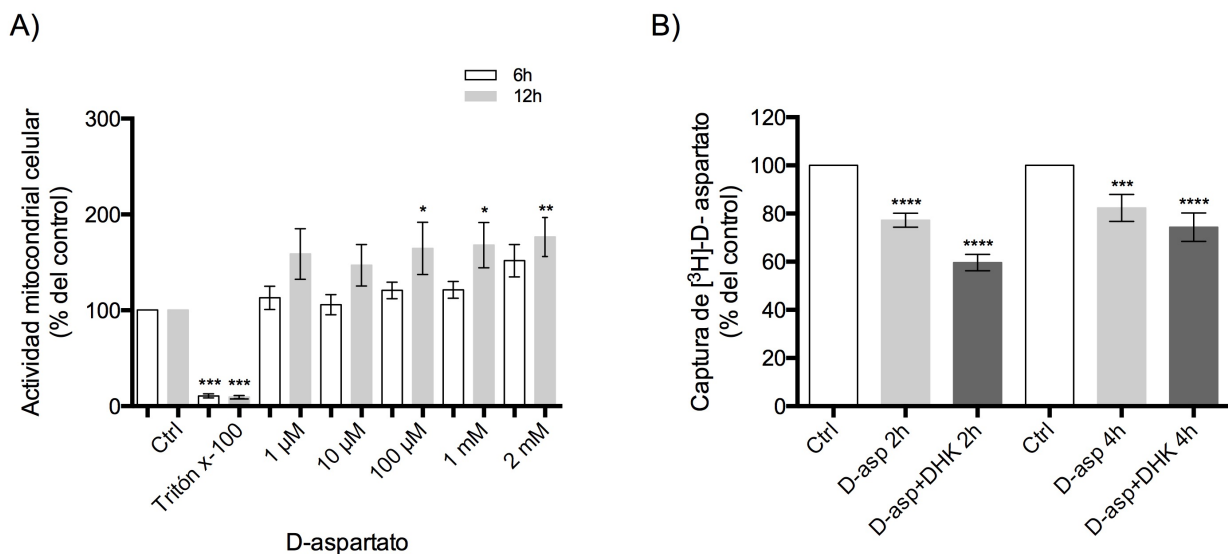 A)
6h
12h
Actividad mitocondrial celular
(% del control)
300
200
100
0
*** ***
*
*
**
Ctrl
Tritón x-100
1 µM
10 µM
100 µM
1 mM
2 mM
D-aspartato
B)
Captura de [³H]-D- aspartato
(% del control)
120
100
80
60
40
20
0
****
****
***
****
Ctrl
D-asp 2h
D-asp+DHK 2h
Ctrl
D-asp 4h
D-asp+DHK 4h